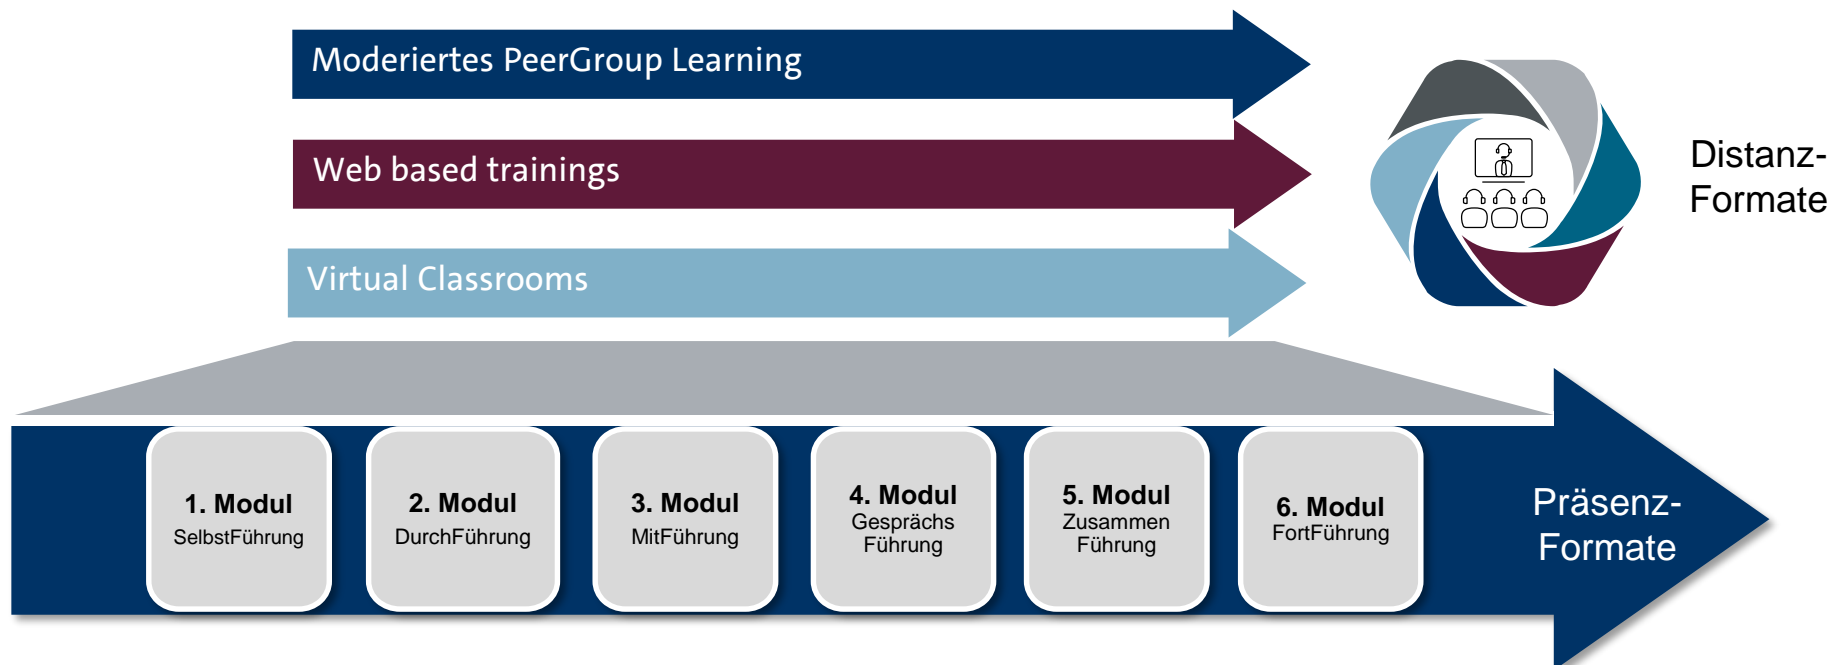 Moderiertes PeerGroup Learning
Web based trainings
Virtual Classrooms
Distanz-
Formate
1. Modul
SelbstFührung
2. Modul
DurchFührung
3. Modul
MitFührung
4. Modul
Gesprächs
Führung
5. Modul
Zusammen
Führung
6. Modul
FortFührung
Präsenz-
Formate